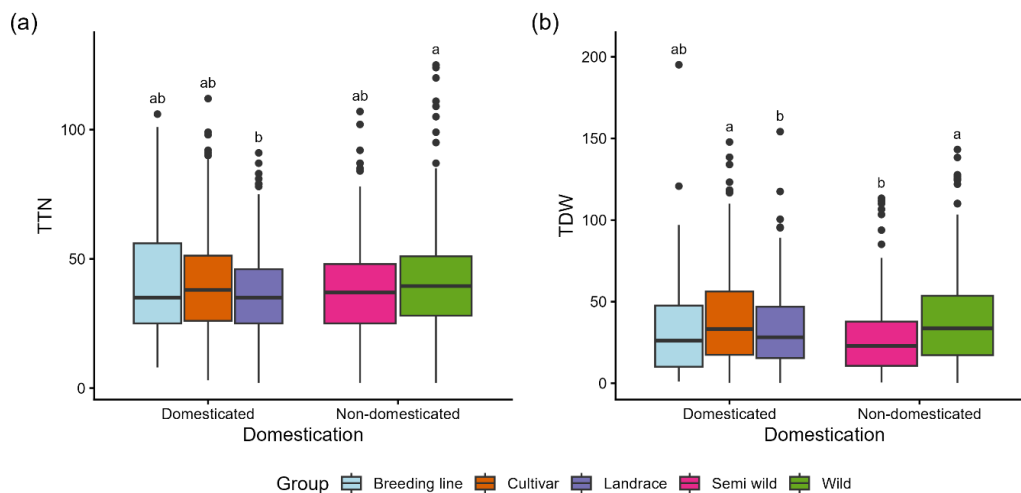 (a)
TTN
100
50
0
ab
ab
b
ab
a
Domesticated
Non-domesticated
Domestication
(b)
TDW
200
150
100
50
0
ab
a
b
b
a
Domesticated
Non-domesticated
Domestication
Group Breeding line Cultivar Landrace Semi wild Wild